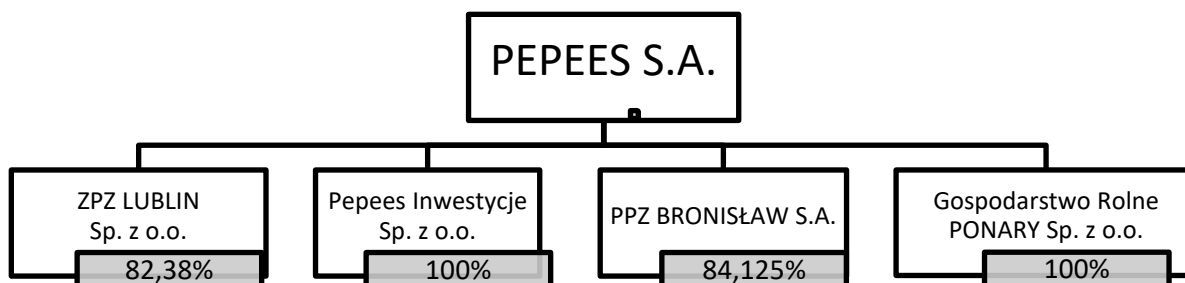 PEPEES S.A.
ZPZ LUBLIN
Sp. z o.o.
82,38%
Pepees Inwestycje
Sp. z o.o.
100%
PPZ BRONISŁAW S.A.
84,125%
Gospodarstwo Rolne
PONARY Sp. z o.o.
100%